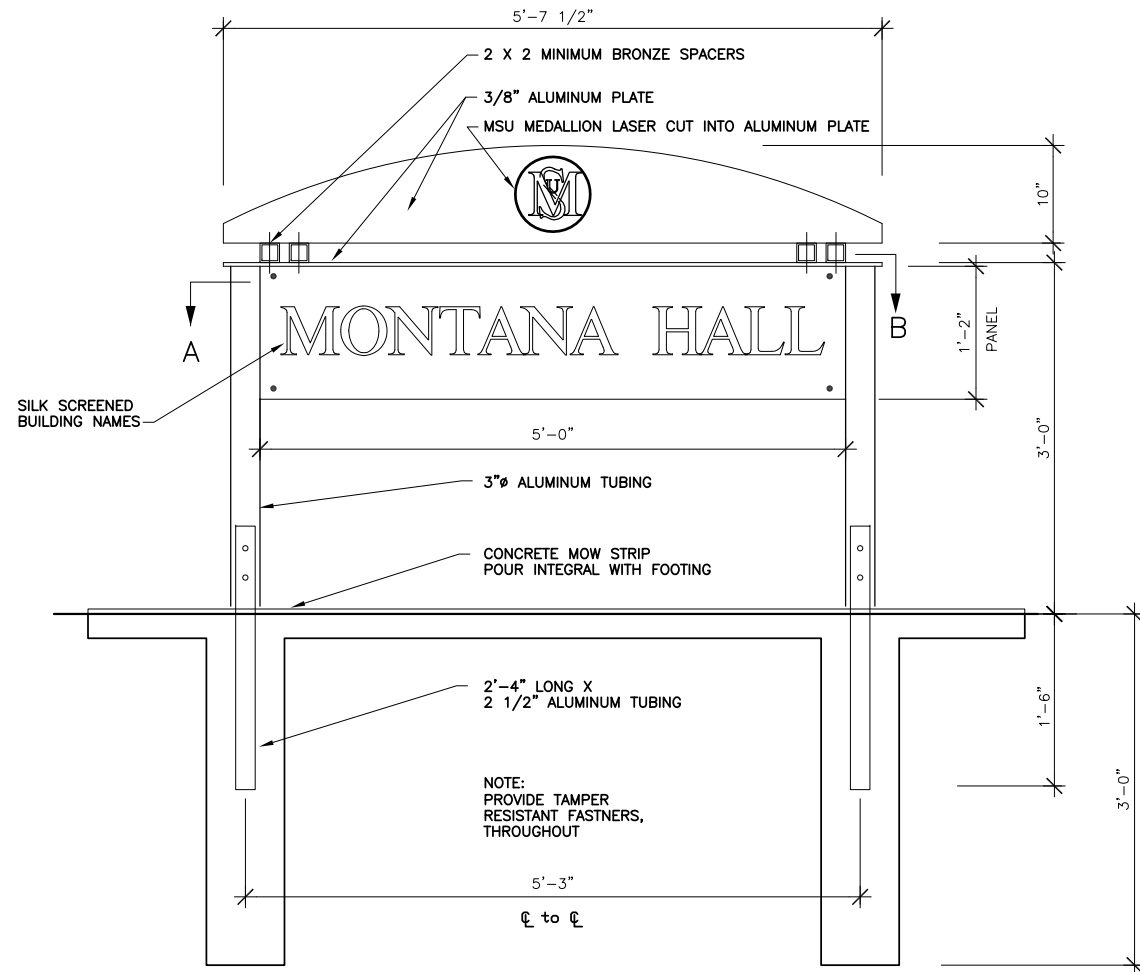 5'-7 1/2"
2 X 2 MINIMUM BRONZE SPACERS
3/8" ALUMINUM PLATE
MSU MEDALLION LASER CUT INTO ALUMINUM PLATE
MSU
10"
A
B
MONTANA HALL
1'-2"
PANEL
SILK SCREENED
BUILDING NAMES
5'-0"
3'-0"
3"ø ALUMINUM TUBING
CONCRETE MOW STRIP
POUR INTEGRAL WITH FOOTING
2'-4" LONG X
2 1/2" ALUMINUM TUBING
1'-6"
NOTE:
PROVIDE TAMPER
RESISTANT FASTNERS,
THROUGHOUT
3'-0"
5'-3"
℄ to ℄